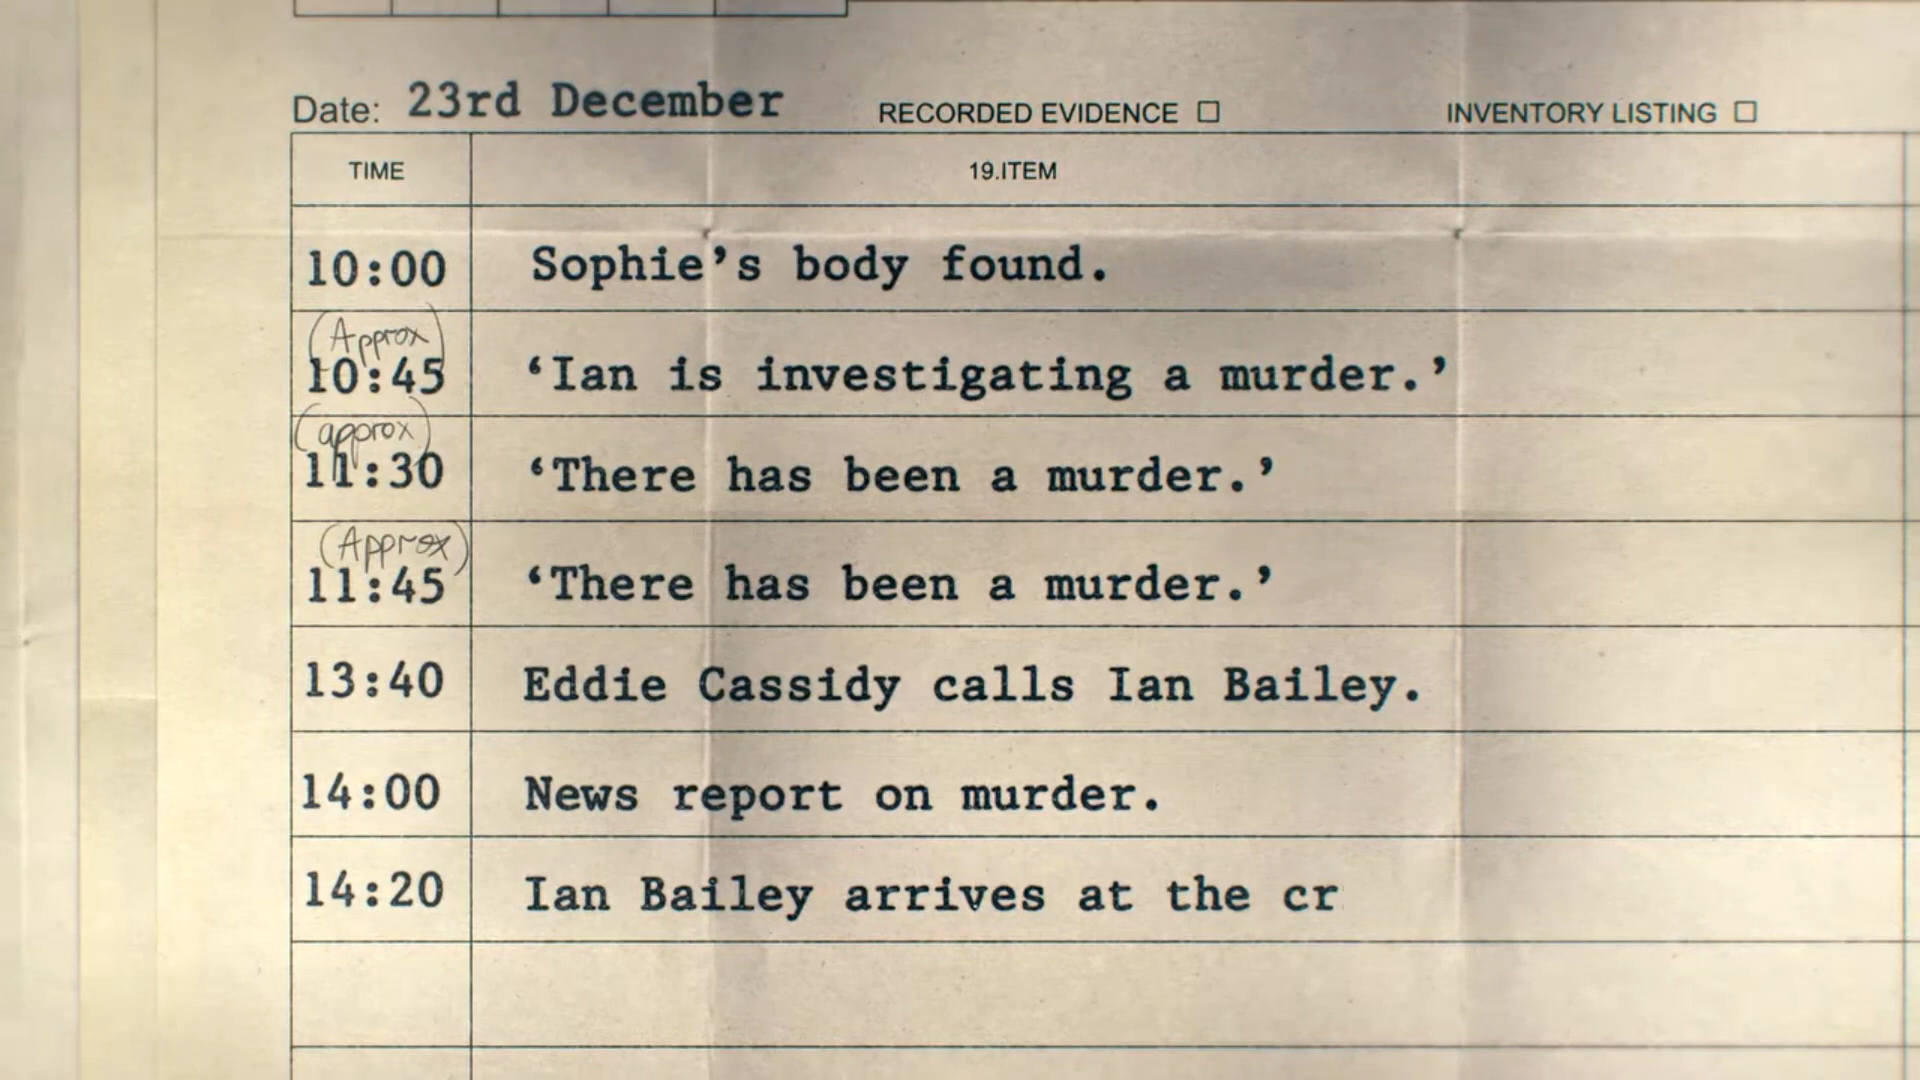 Date: 23rd December RECORDED EVIDENCE ☐ INVENTORY LISTING ☐
TIME 19.ITEM
10:00 Sophie’s body found.
(Approx)
10:45 ‘Ian is investigating a murder.’
(approx)
11:30 ‘There has been a murder.’
(Approx)
11:45 ‘There has been a murder.’
13:40 Eddie Cassidy calls Ian Bailey.
14:00 News report on murder.
14:20 Ian Bailey arrives at the cr